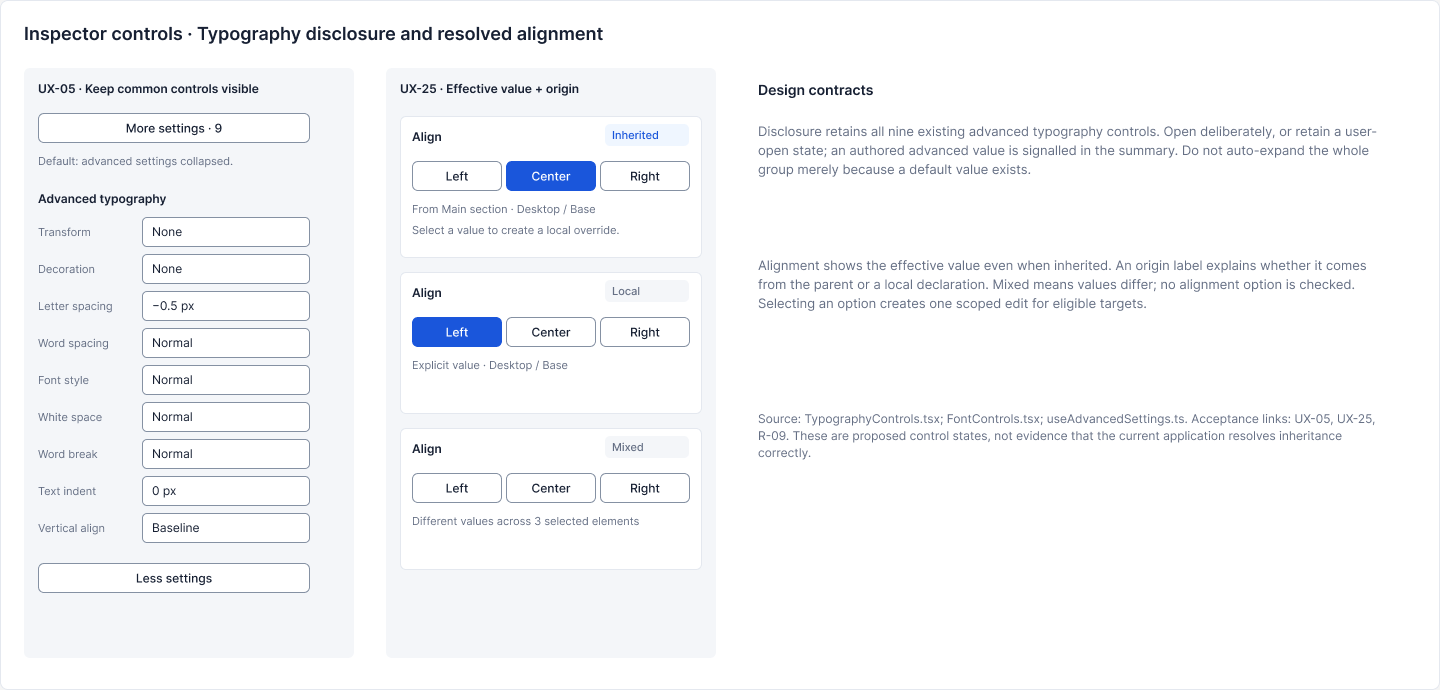 Inspector controls · Typography disclosure and resolved alignment
UX-05 · Keep common controls visible
More settings · 9
Default: advanced settings collapsed.
Advanced typography
Transform None
Decoration None
Letter spacing −0.5 px
Word spacing Normal
Font style Normal
White space Normal
Word break Normal
Text indent 0 px
Vertical align Baseline
Less settings
UX-25 · Effective value + origin
Align Inherited
Left Center Right
From Main section · Desktop / Base
Select a value to create a local override.
Align Local
Left Center Right
Explicit value · Desktop / Base
Align Mixed
Left Center Right
Different values across 3 selected elements
Design contracts
Disclosure retains all nine existing advanced typography controls. Open deliberately, or retain a user-
open state; an authored advanced value is signalled in the summary. Do not auto-expand the whole
group merely because a default value exists.
Alignment shows the effective value even when inherited. An origin label explains whether it comes
from the parent or a local declaration. Mixed means values differ; no alignment option is checked.
Selecting an option creates one scoped edit for eligible targets.
Source: TypographyControls.tsx; FontControls.tsx; useAdvancedSettings.ts. Acceptance links: UX-05, UX-25,
R-09. These are proposed control states, not evidence that the current application resolves inheritance
correctly.